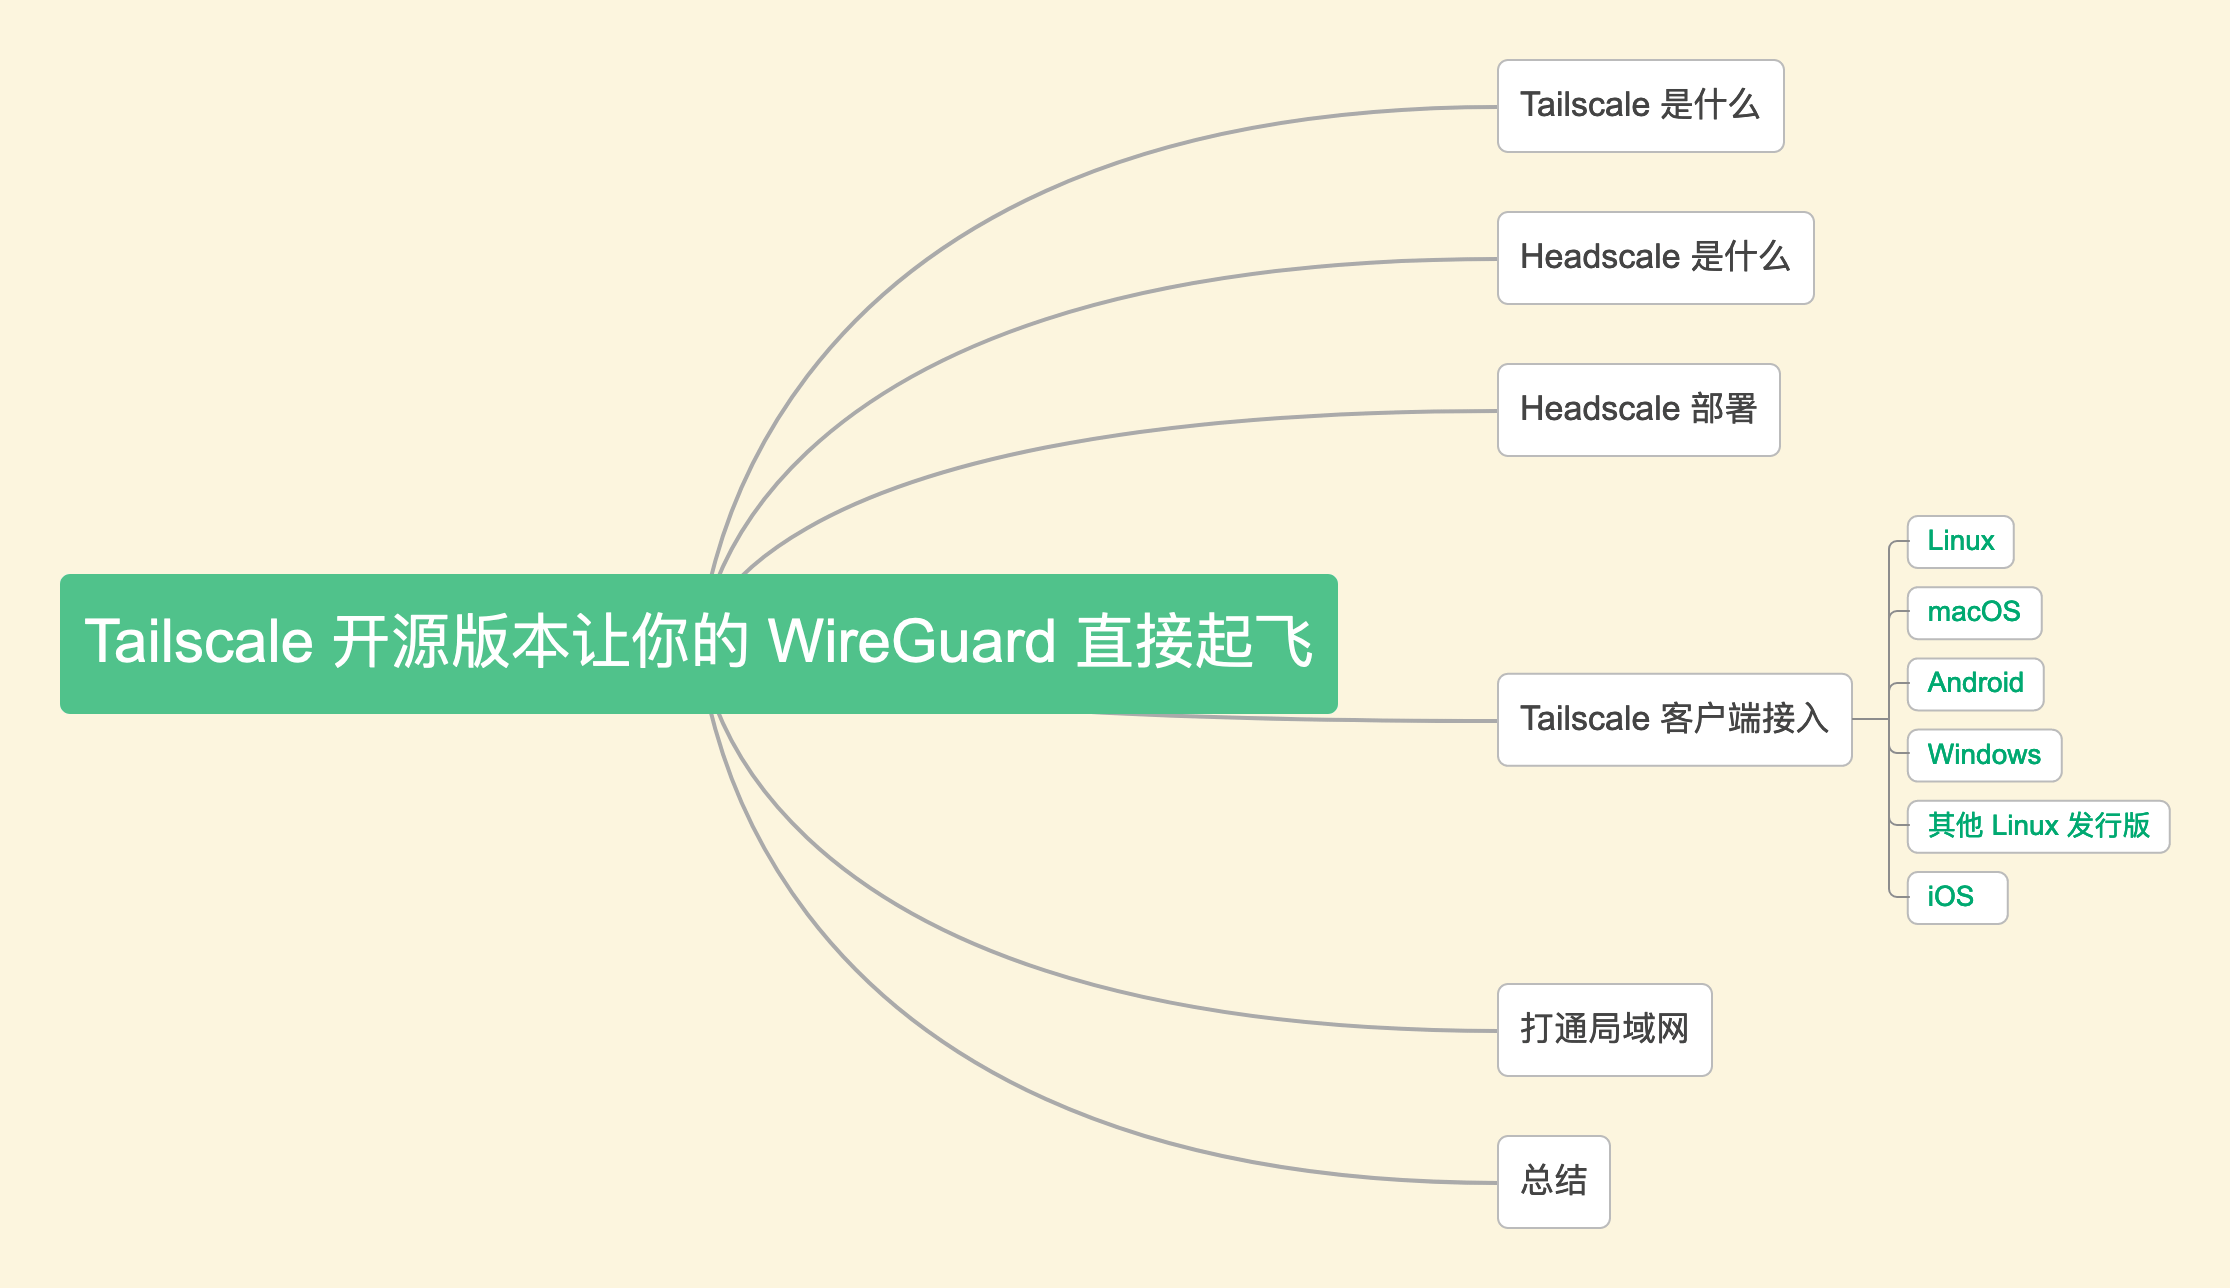 Tailscale 是什么
Headscale 是什么
Headscale 部署
Tailscale 开源版本让你的 WireGuard 直接起飞
Tailscale 客户端接入
Linux
macOS
Android
Windows
其他 Linux 发行版
iOS
打通局域网
总结